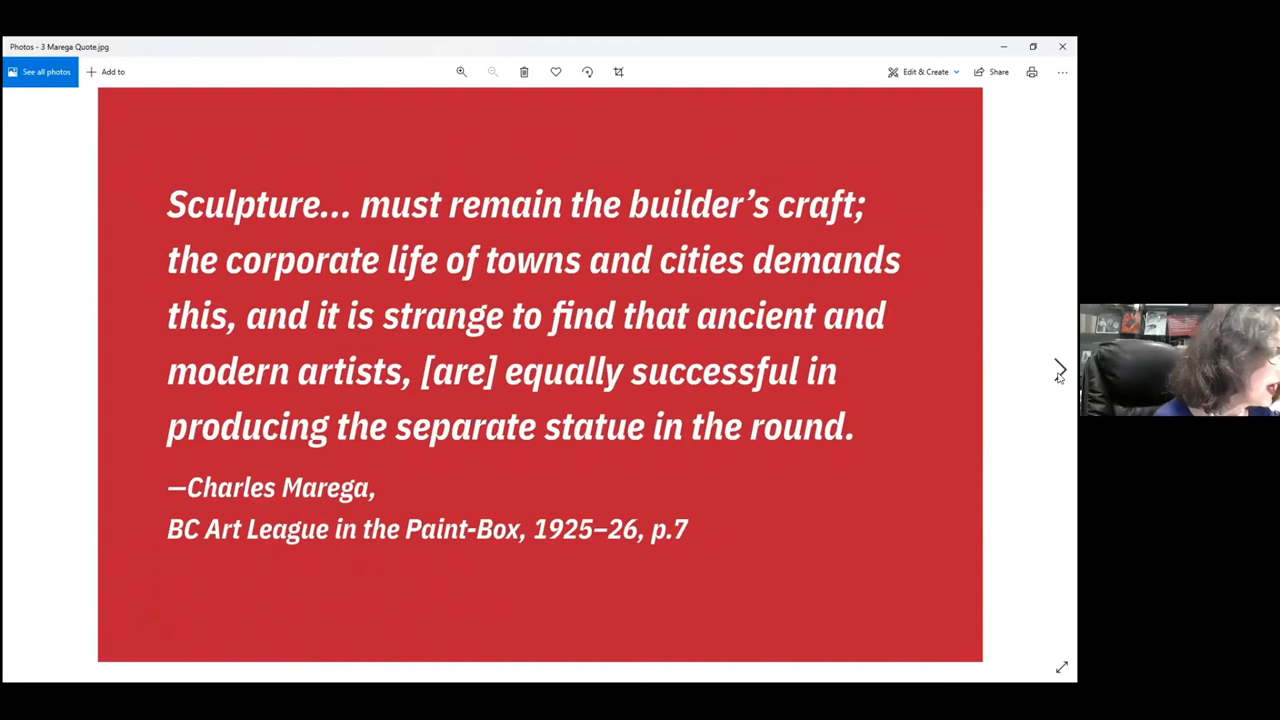 Photos - 3 Marega Quote.jpg
See all photos
Add to
Edit & Create
Share
Sculpture... must remain the builder's craft;
the corporate life of towns and cities demands
this, and it is strange to find that ancient and
modern artists, [are] equally successful in
producing the separate statue in the round.
—Charles Marega,
BC Art League in the Paint-Box, 1925–26, p.7